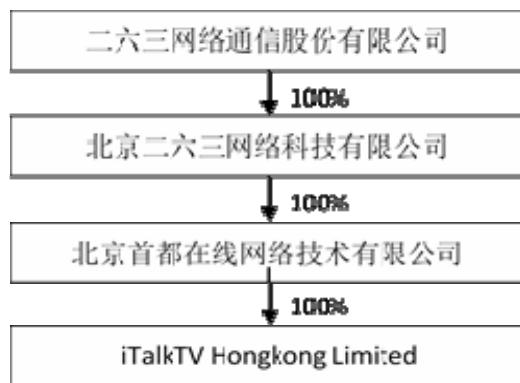 二六三网络通信股份有限公司
100%
北京二六三网络科技有限公司
100%
北京首都在线网络技术有限公司
100%
iTalkTV Hongkong Limited